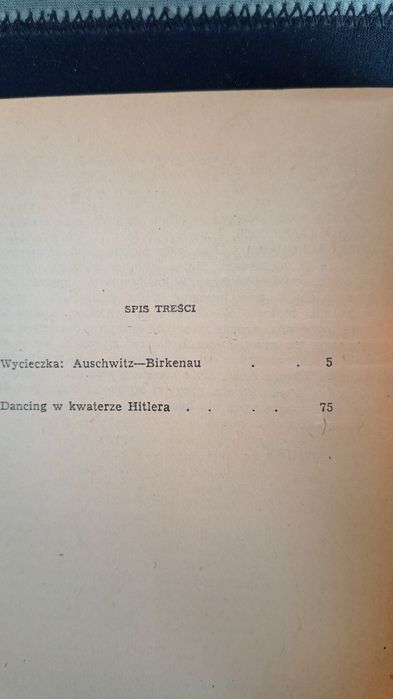 SPIS TREŚCI
Wycieczka: Auschwitz—Birkenau . . 5
Dancing w kwaterze Hitlera . . . . 75